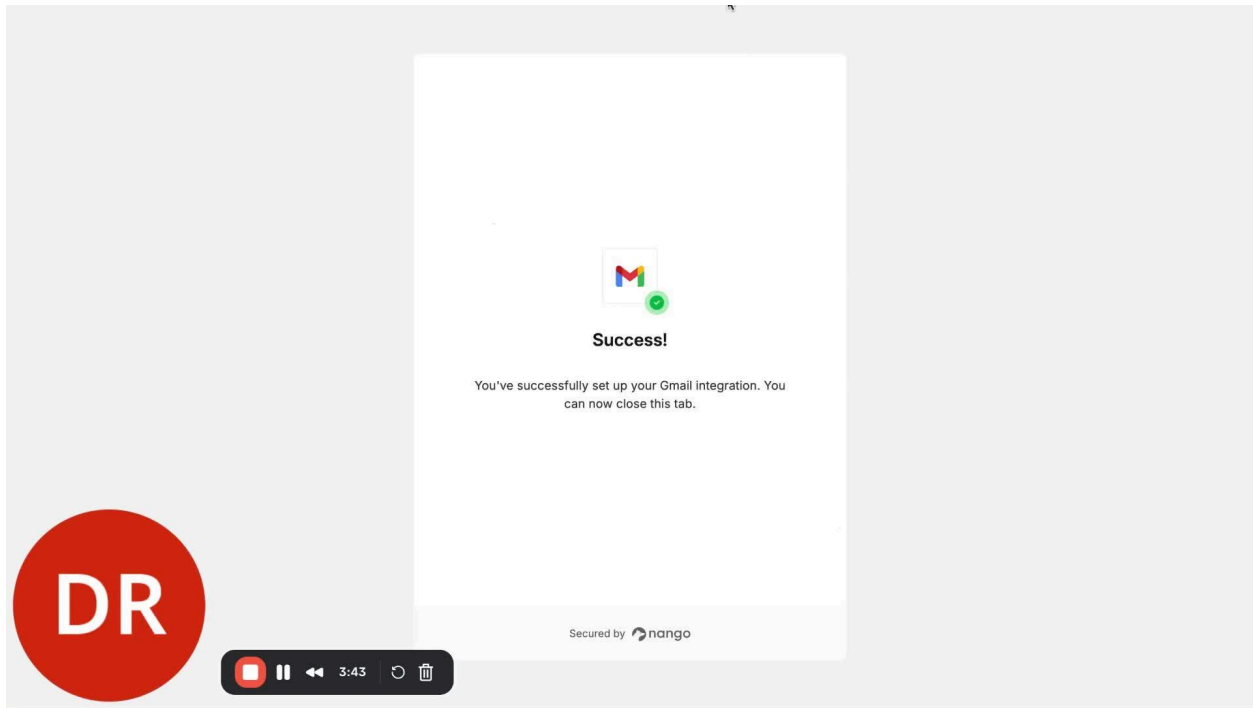 Success!
You've successfully set up your Gmail integration. You
can now close this tab.
Secured by nango
DR
3:43